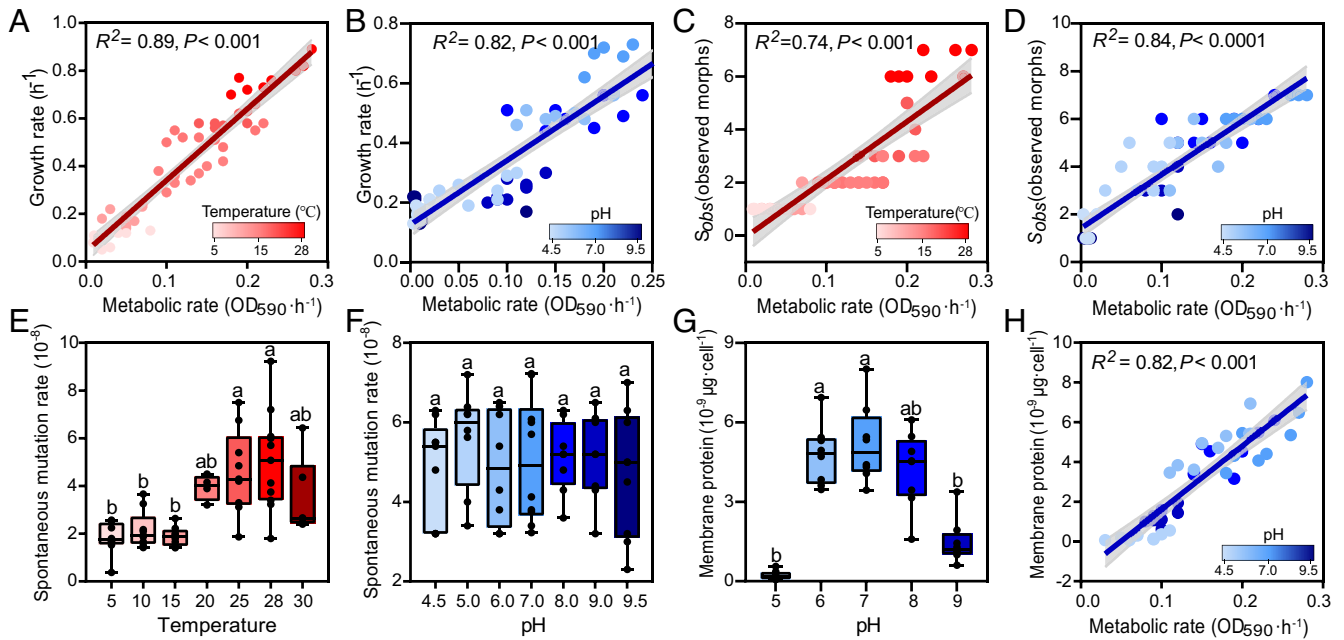 A
R²= 0.89, P< 0.001
Growth rate (h⁻¹)
1.0
0.8
0.6
0.4
0.2
0.0
Temperature (°C)
5 15 28
0.0 0.1 0.2 0.3
Metabolic rate (OD₅₉₀·h⁻¹)
B
R²= 0.82, P< 0.001
Growth rate (h⁻¹)
0.8
0.6
0.4
0.2
0.0
pH
4.5 7.0 9.5
0.0 0.05 0.10 0.15 0.20 0.25
Metabolic rate (OD₅₉₀·h⁻¹)
C
R²=0.74, P< 0.001
Sobs(observed morphs)
8
6
4
2
0
Temperature(°C)
5 15 28
0.0 0.1 0.2 0.3
Metabolic rate (OD₅₉₀·h⁻¹)
D
R²= 0.84, P< 0.0001
Sobs(observed morphs)
10
8
6
4
2
0
pH
4.5 7.0 9.5
0.0 0.1 0.2 0.3
Metabolic rate (OD₅₉₀·h⁻¹)
E
Spontaneous mutation rate (10⁻⁸)
10
8
6
4
2
0
b b b ab a a ab
5 10 15 20 25 28 30
Temperature
F
Spontaneous mutation rate (10⁻⁸)
8
6
4
2
a a a a a a a
4.5 5.0 6.0 7.0 8.0 9.0 9.5
pH
G
Membrane protein (10⁻⁹ µg·cell⁻¹)
9
6
3
0
b a a ab b
5 6 7 8 9
pH
H
R²= 0.82, P< 0.001
Membrane protein (10⁻⁹ µg·cell⁻¹)
10
8
6
4
2
0
-2
pH
4.5 7.0 9.5
0.0 0.1 0.2 0.3
Metabolic rate (OD₅₉₀·h⁻¹)